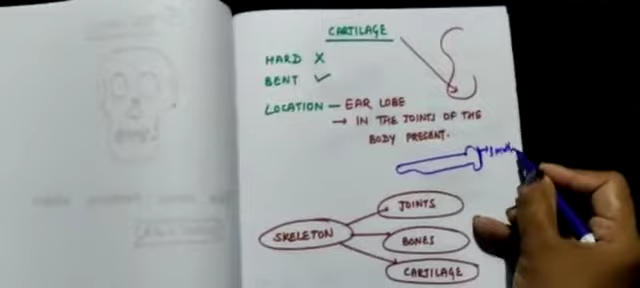 CARTILAGE
HARD X
BENT ✓
LOCATION — EAR LOBE
→ IN THE JOINTS OF THE
BODY PRESENT.
JOINTS
SKELETON
BONES
CARTILAGE